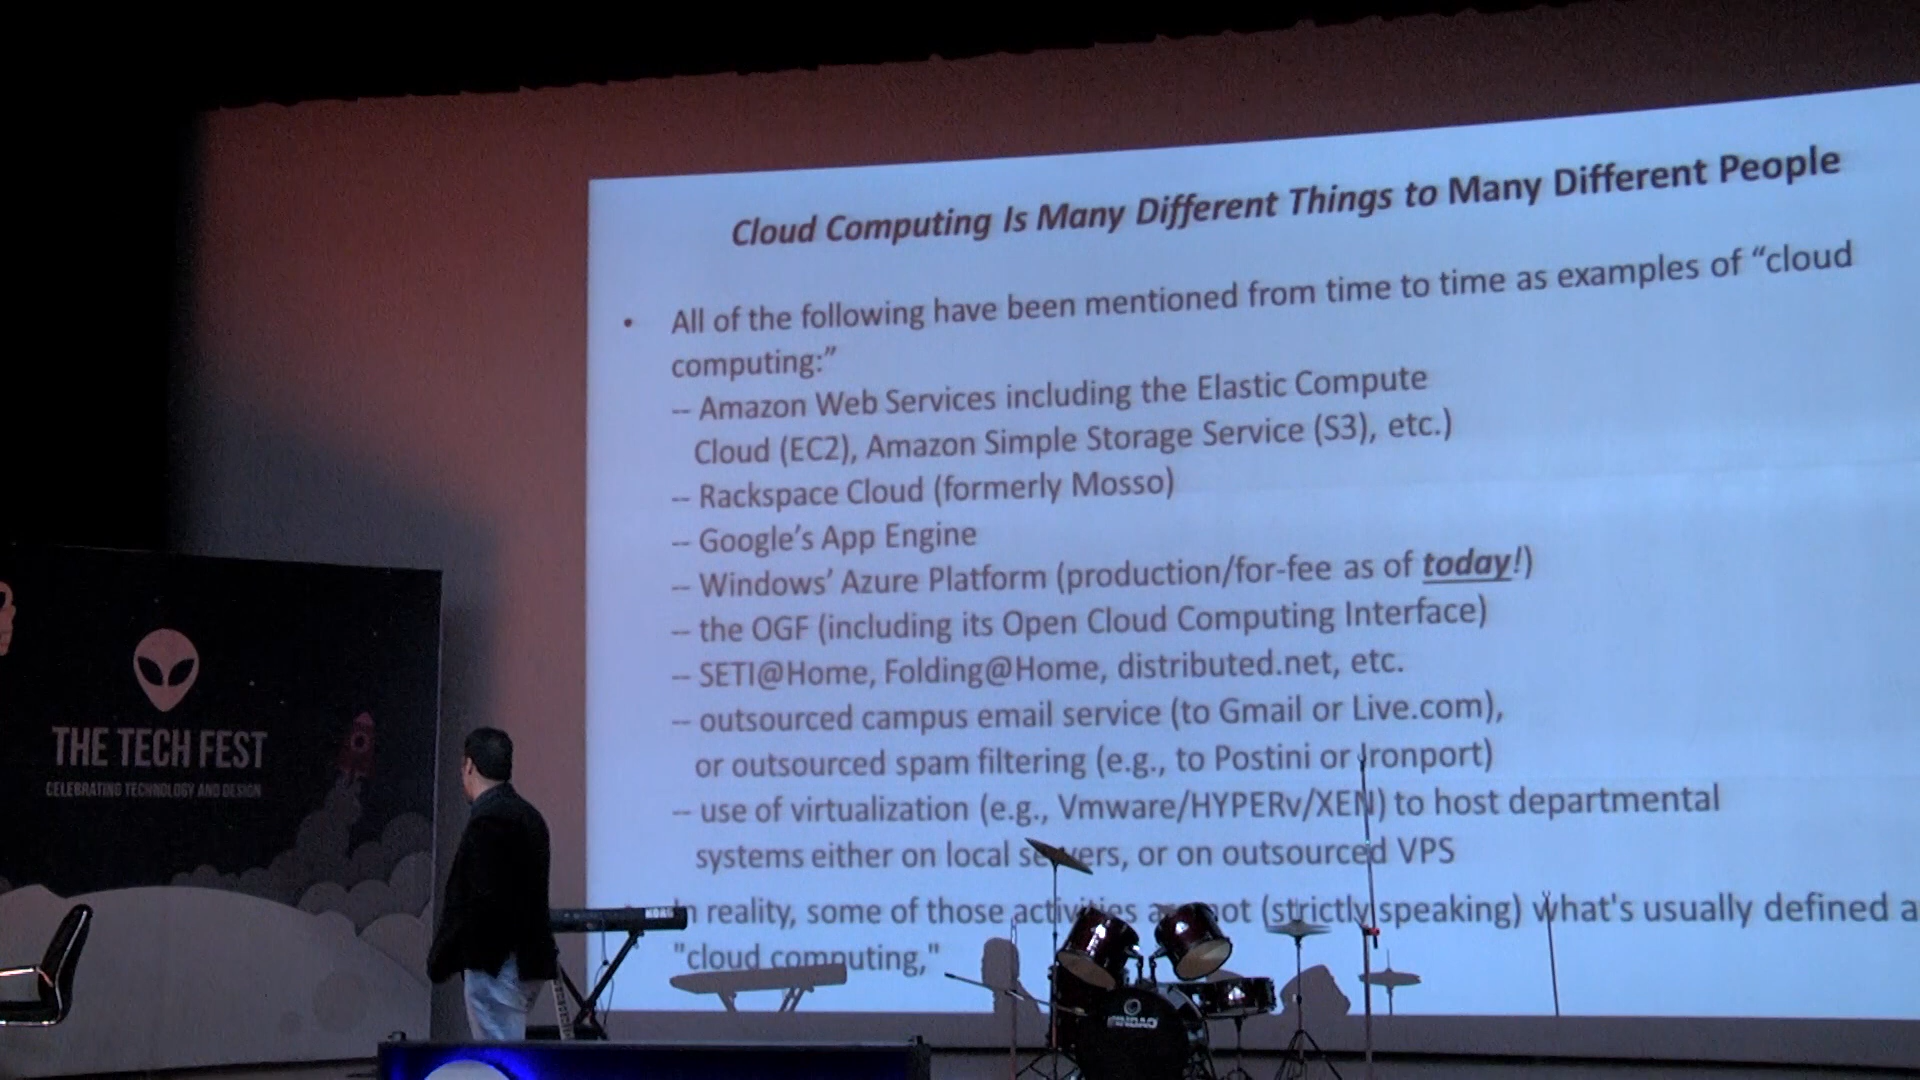 Cloud Computing Is Many Different Things to Many Different People
• All of the following have been mentioned from time to time as examples of “cloud
computing:”
-- Amazon Web Services including the Elastic Compute
Cloud (EC2), Amazon Simple Storage Service (S3), etc.)
-- Rackspace Cloud (formerly Mosso)
-- Google’s App Engine
-- Windows’ Azure Platform (production/for-fee as of today!)
-- the OGF (including its Open Cloud Computing Interface)
-- SETI@Home, Folding@Home, distributed.net, etc.
-- outsourced campus email service (to Gmail or Live.com),
or outsourced spam filtering (e.g., to Postini or Ironport)
-- use of virtualization (e.g., Vmware/HYPERv/XEN) to host departmental
systems either on local servers, or on outsourced VPS
In reality, some of those activities not (strictly speaking) what's usually defined a
"cloud computing,"
THE TECH FEST
CELEBRATING TECHNOLOGY AND DESIGN
KORG